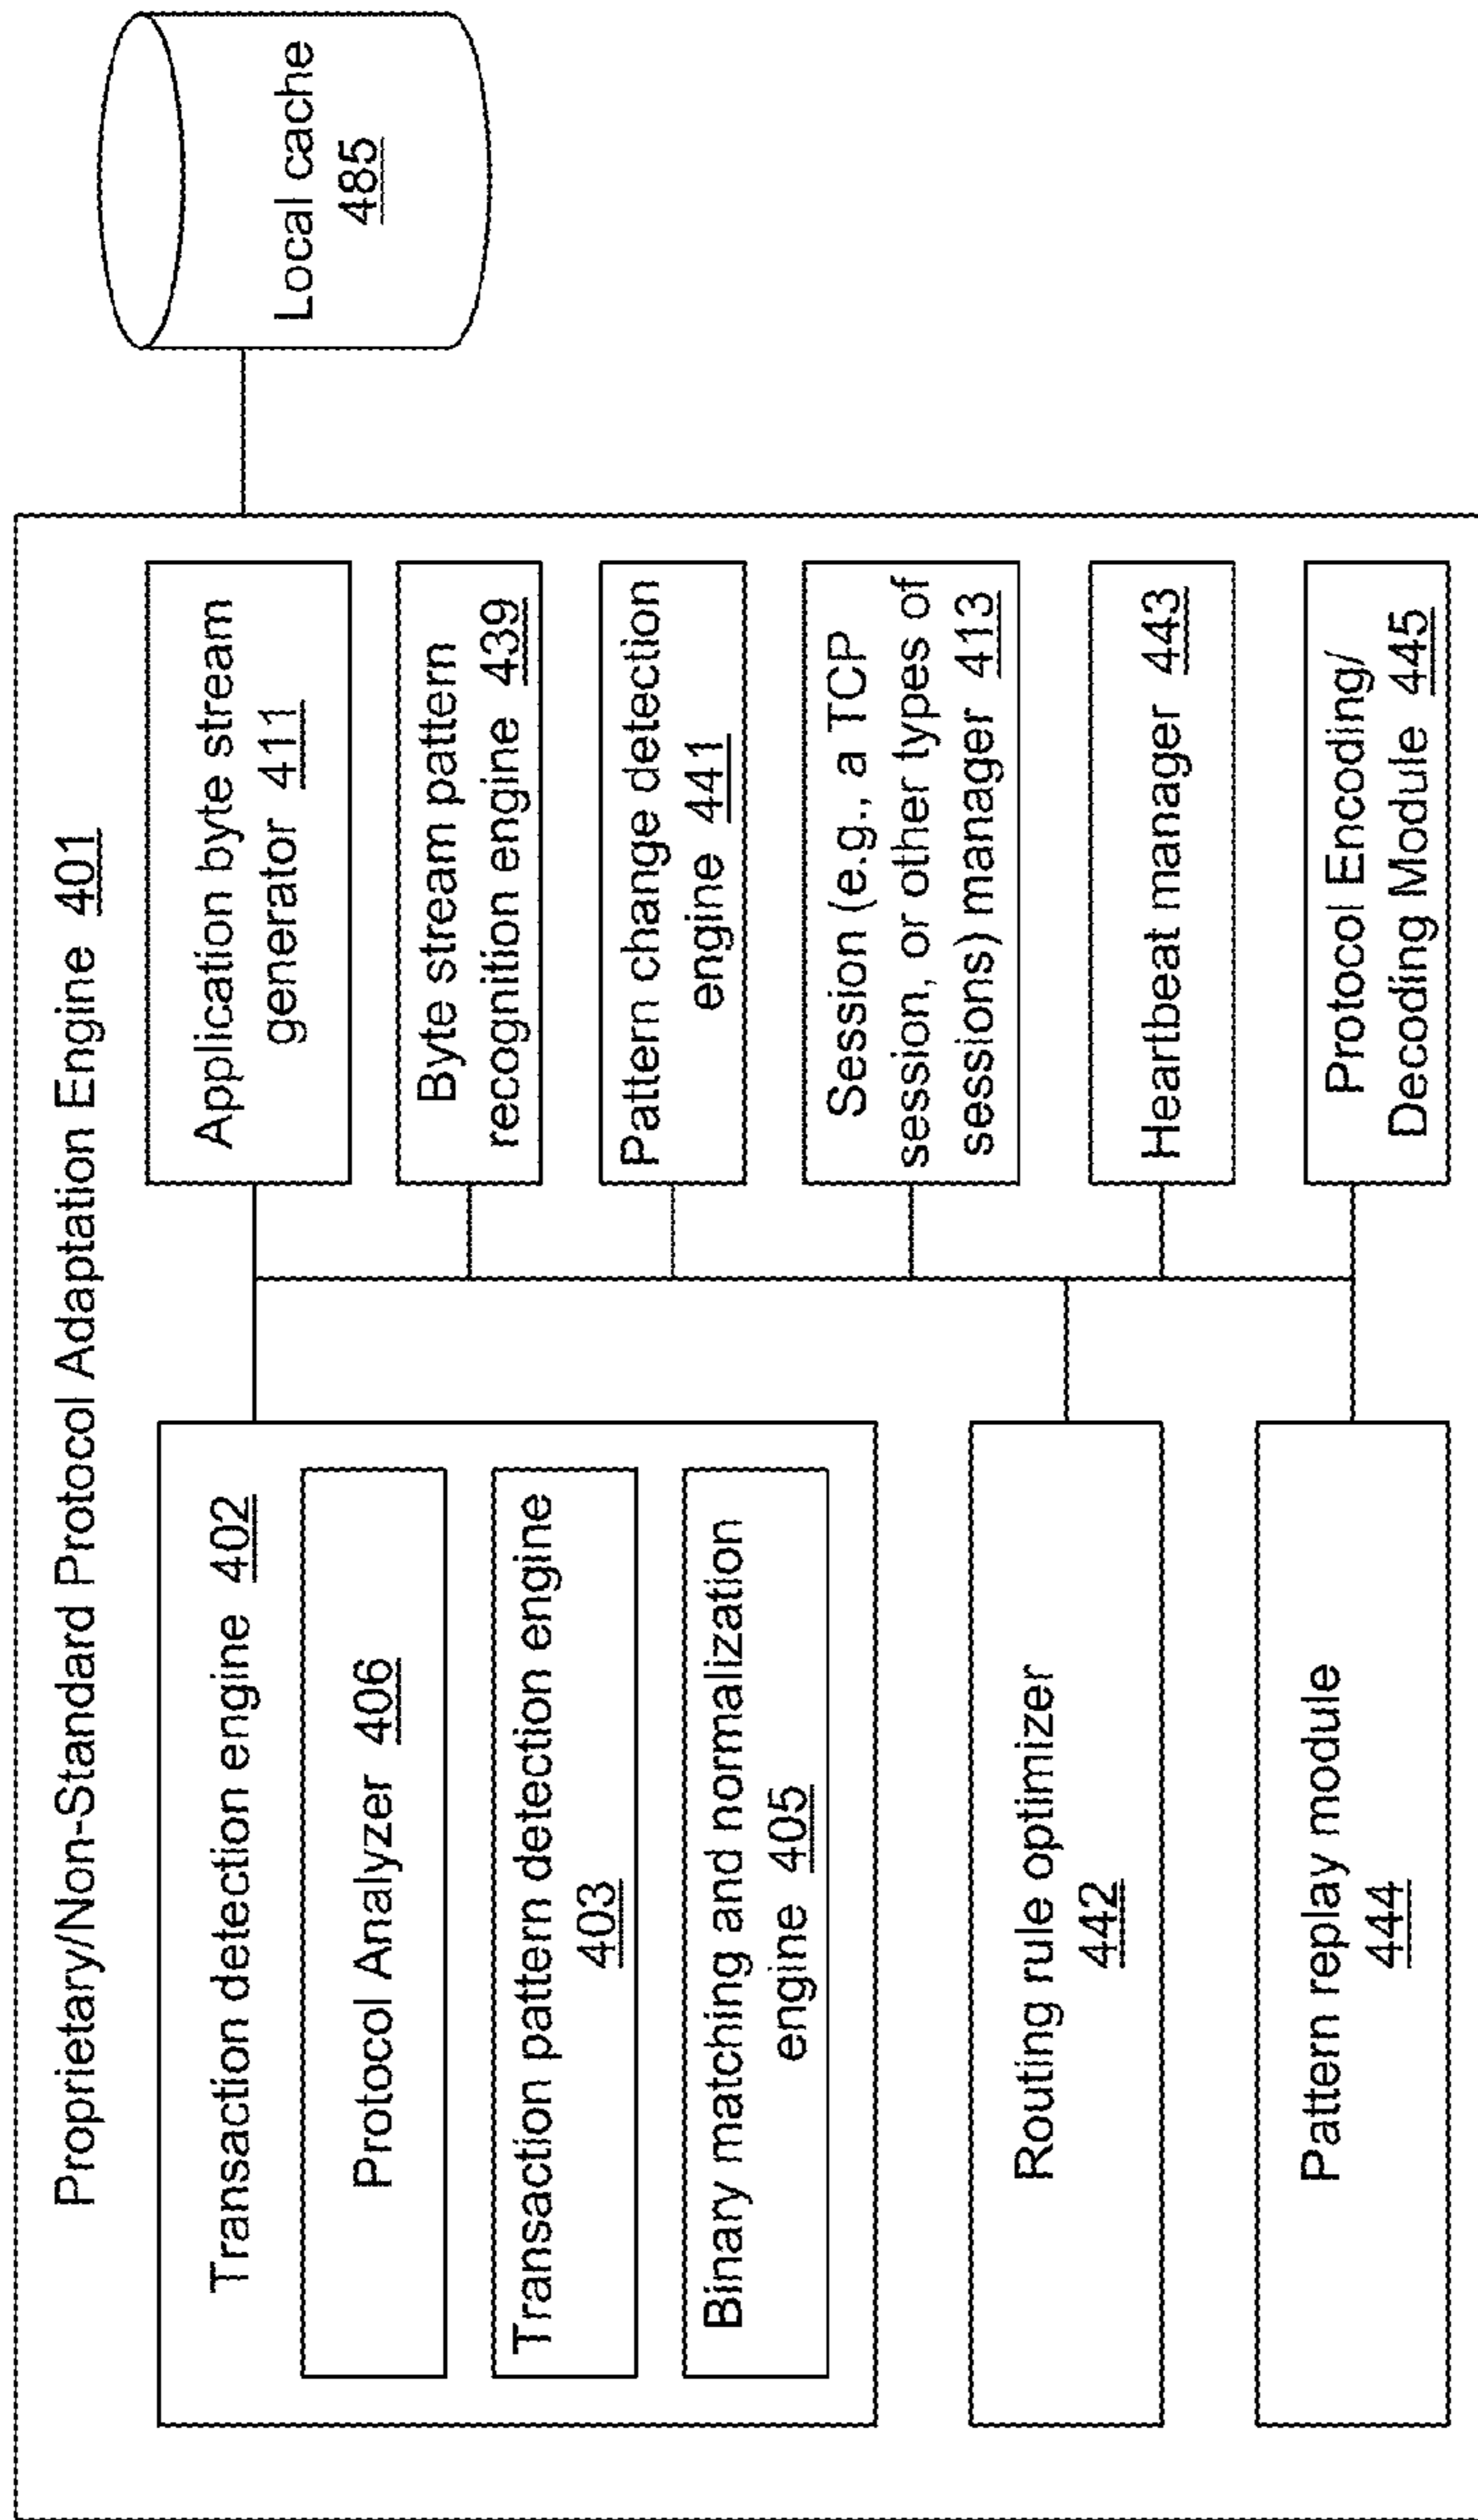 Proprietary/Non-Standard Protocol Adaptation Engine 401
Transaction detection engine 402
Protocol Analyzer 406
Transaction pattern detection engine
403
Binary matching and normalization
engine 405
Routing rule optimizer
442
Pattern replay module
444
Application byte stream
generator 411
Byte stream pattern
recognition engine 439
Pattern change detection
engine 441
Session (e.g., a TCP
session, or other types of
sessions) manager 413
Heartbeat manager 443
Protocol Encoding/
Decoding Module 445
Local cache
485